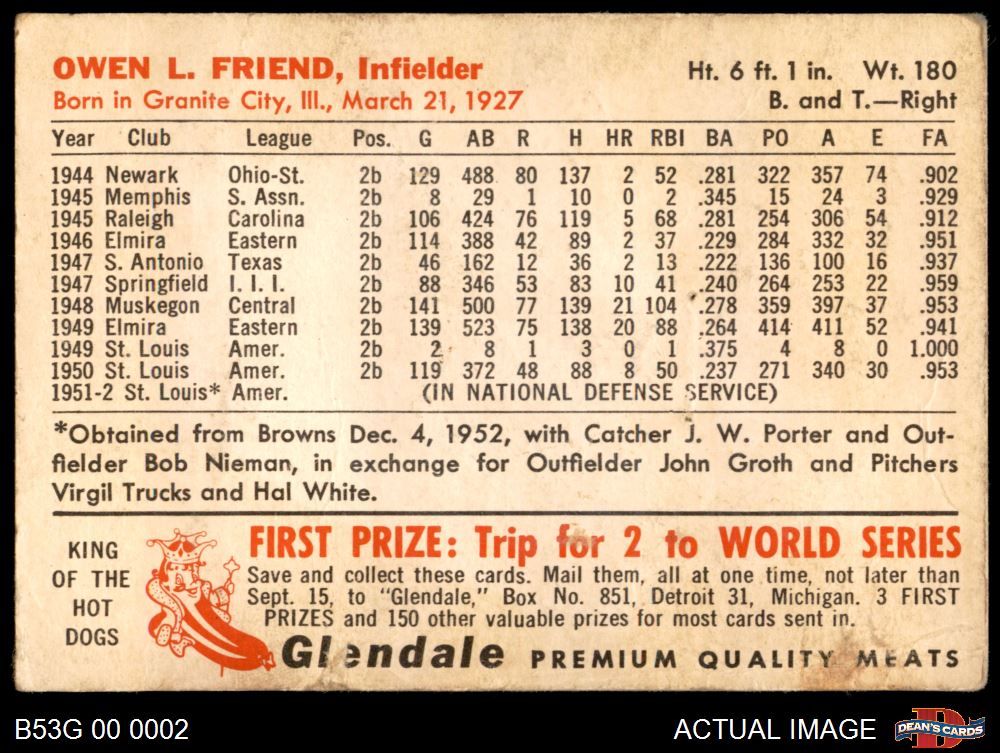 OWEN L. FRIEND, Infielder Ht. 6 ft. 1 in. Wt. 180
Born in Granite City, Ill., March 21, 1927 B. and T.—Right
Year Club League Pos. G AB R H HR RBI BA PO A E FA
1944 Newark Ohio-St. 2b 129 488 80 137 2 52 .281 322 357 74 .902
1945 Memphis S. Assn. 2b 8 29 1 10 0 2 .345 15 24 3 .929
1945 Raleigh Carolina 2b 106 424 76 119 5 68 .281 254 306 54 .912
1946 Elmira Eastern 2b 114 388 42 89 2 37 .229 284 332 32 .951
1947 S. Antonio Texas 2b 46 162 12 36 2 13 .222 136 100 16 .937
1947 Springfield I. I. I. 2b 88 346 53 83 10 41 .240 264 253 22 .959
1948 Muskegon Central 2b 141 500 77 139 21 104 .278 359 397 37 .953
1949 Elmira Eastern 2b 139 523 75 138 20 88 .264 414 411 52 .941
1949 St. Louis Amer. 2b 2 8 1 3 0 1 .375 4 8 0 1.000
1950 St. Louis Amer. 2b 119 372 48 88 8 50 .237 271 340 30 .953
1951-2 St. Louis* Amer. (IN NATIONAL DEFENSE SERVICE)
*Obtained from Browns Dec. 4, 1952, with Catcher J. W. Porter and Out-
fielder Bob Nieman, in exchange for Outfielder John Groth and Pitchers
Virgil Trucks and Hal White.
KING
OF THE
HOT
DOGS
FIRST PRIZE: Trip for 2 to WORLD SERIES
Save and collect these cards. Mail them, all at one time, not later than
Sept. 15, to "Glendale," Box No. 851, Detroit 31, Michigan. 3 FIRST
PRIZES and 150 other valuable prizes for most cards sent in.
Glendale PREMIUM QUALITY MEATS
B53G 00 0002 ACTUAL IMAGE DEAN'S CARDS